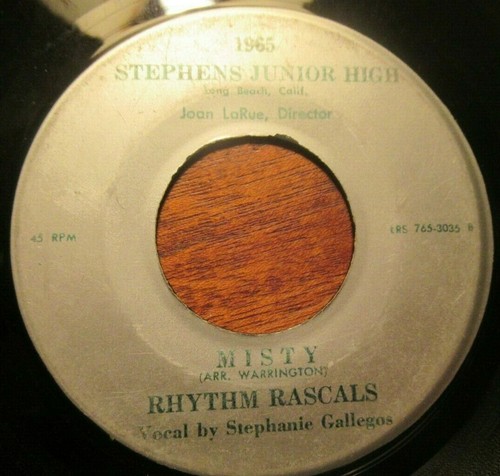 1965
STEPHENS JUNIOR HIGH
Long Beach, Calif.
Joan LaRue, Director
45 RPM
LRS 765-3035 B
MISTY
(ARR. WARRINGTON)
RHYTHM RASCALS
Vocal by Stephanie Gallegos